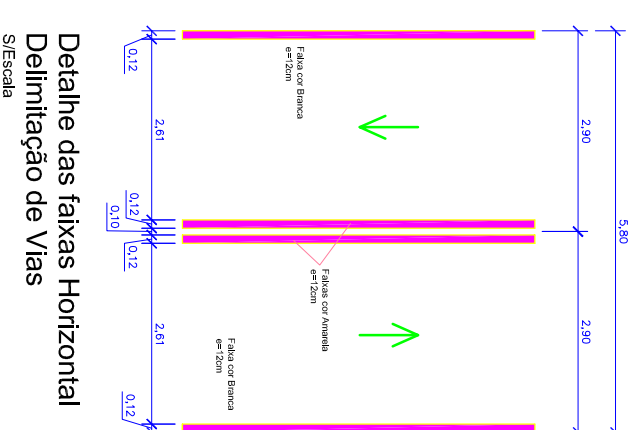 5,80
2,90
2,90
Faixa cor Branca
e=12cm
Faixas cor Amarela
e=12cm
Faixa cor Branca
e=12cm
0,12
2,61
0,12
0,10
0,12
2,61
0,12
Detalhe das faixas Horizontal
Delimitação de Vias
S/Escala